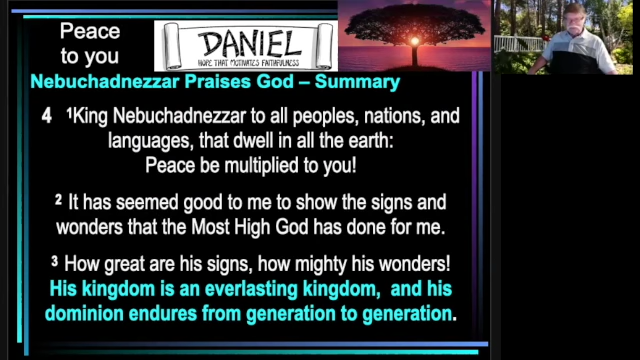 Peace
to you
DANIEL
HOPE THAT MOTIVATES FAITHFULNESS
Nebuchadnezzar Praises God – Summary
4 ¹King Nebuchadnezzar to all peoples, nations, and
languages, that dwell in all the earth:
Peace be multiplied to you!
² It has seemed good to me to show the signs and
wonders that the Most High God has done for me.
³ How great are his signs, how mighty his wonders!
His kingdom is an everlasting kingdom, and his
dominion endures from generation to generation.